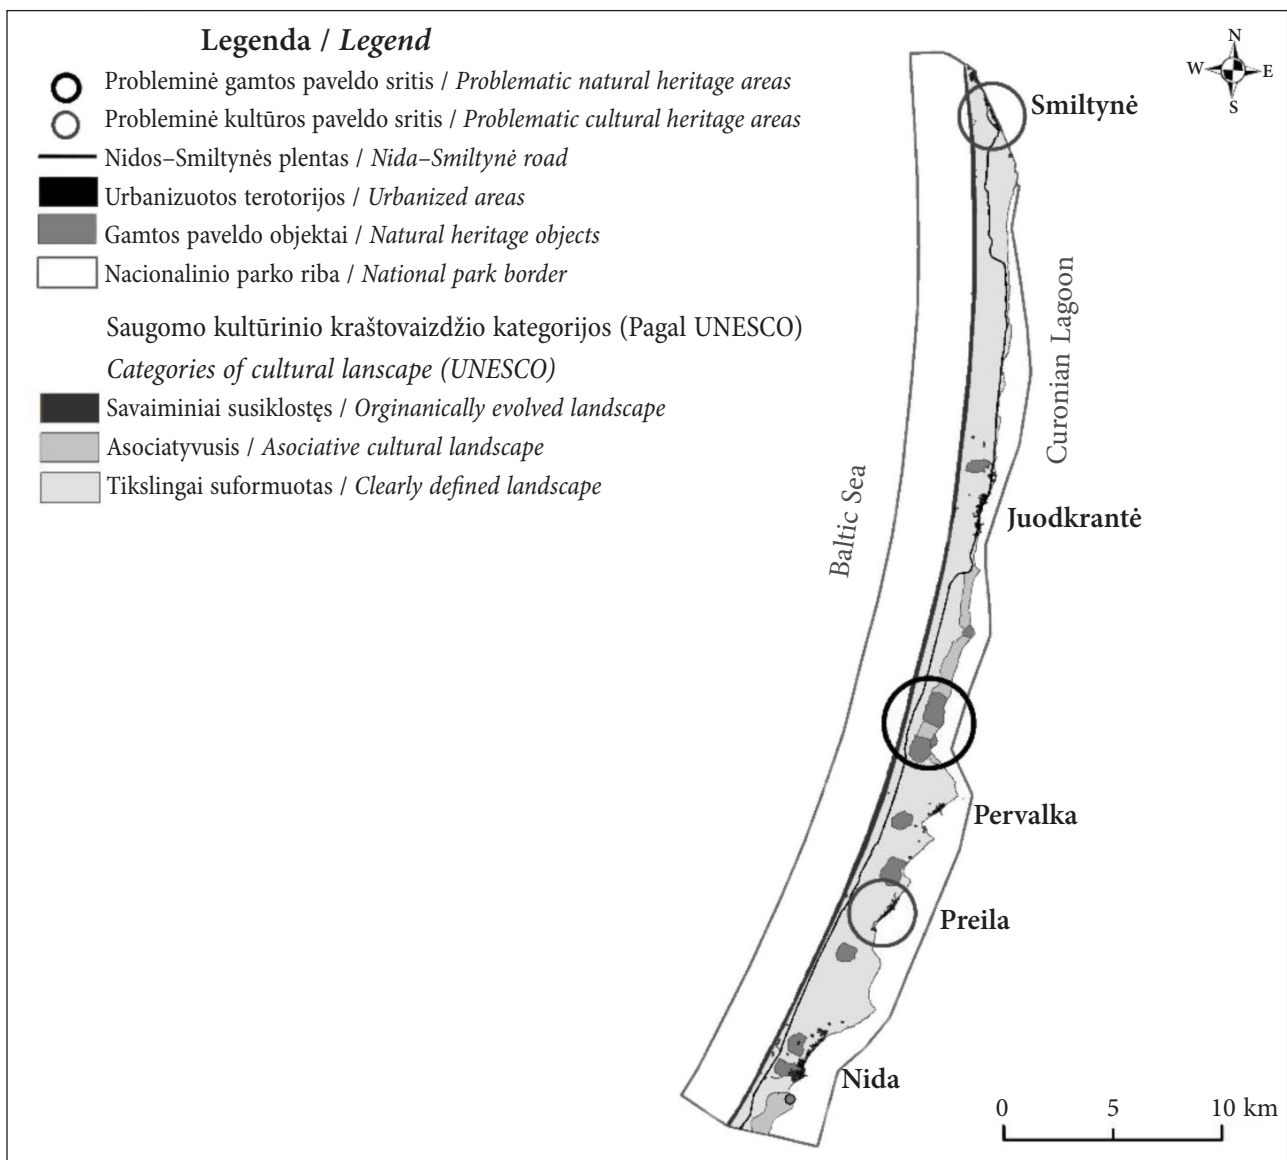 Legenda / Legend
Probleminė gamtos paveldo sritis / Problematic natural heritage areas
Probleminė kultūros paveldo sritis / Problematic cultural heritage areas
Nidos–Smiltynės plentas / Nida–Smiltynė road
Urbanizuotos terotorijos / Urbanized areas
Gamtos paveldo objektai / Natural heritage objects
Nacionalinio parko riba / National park border
Saugomo kultūrinio kraštovaizdžio kategorijos (Pagal UNESCO)
Categories of cultural lanscape (UNESCO)
Savaiminiai susiklostęs / Orginanically evolved landscape
Asociatyvusis / Asociative cultural landscape
Tikslingai suformuotas / Clearly defined landscape
N
W E
S
Smiltynė
Curonian Lagoon
Baltic Sea
Juodkrantė
Pervalka
Preila
Nida
0 5 10 km